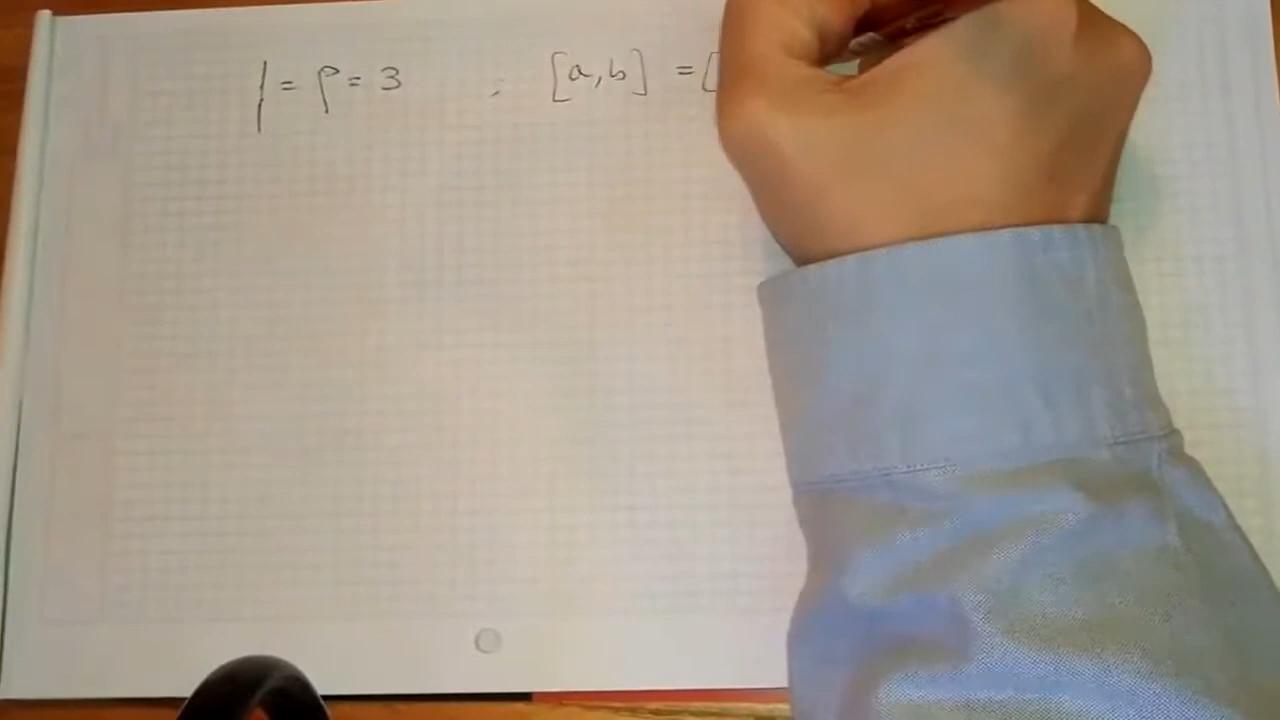 p = ρ = 3 ; [a,b] = [